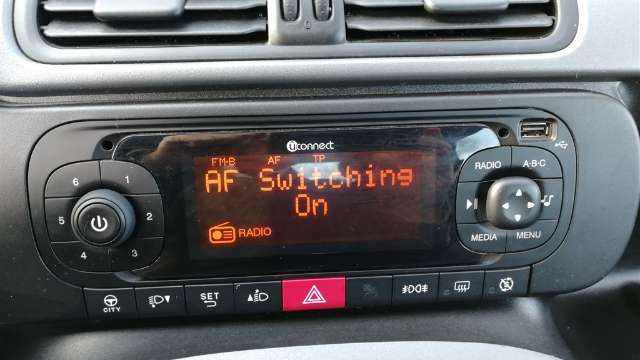 uconnect
FM-B AF TP
AF Switching
On
RADIO
6 1
5 2
4 3
RADIO A-B-C
MEDIA MENU
CITY
SET